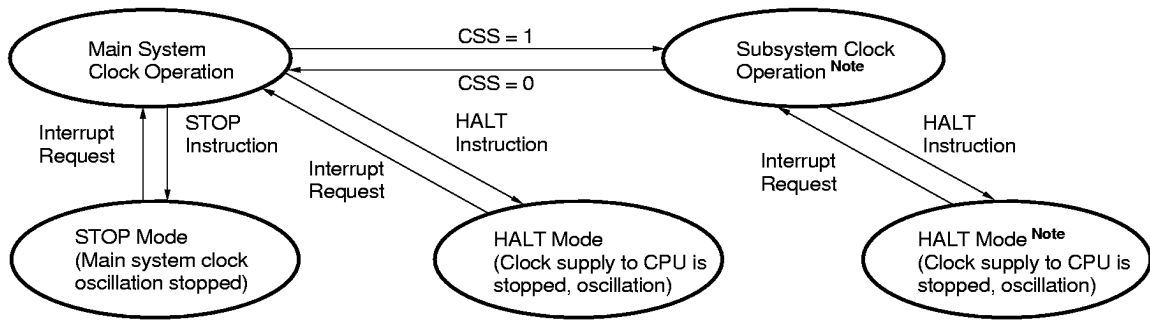 Main System
Clock Operation
CSS = 1
CSS = 0
Subsystem Clock
Operation Note
Interrupt
Request
STOP
Instruction
HALT
Instruction
Interrupt
Request
HALT
Instruction
Interrupt
Request
STOP Mode
(Main system clock
oscillation stopped)
HALT Mode
(Clock supply to CPU is
stopped, oscillation)
HALT Mode Note
(Clock supply to CPU is
stopped, oscillation)